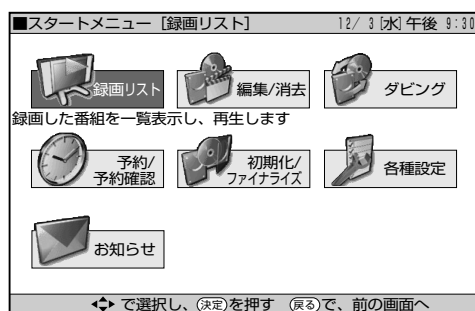 ■スタートメニュー［録画リスト］ 12/ 3[水]午後 9:30
録画リスト 編集/消去 ダビング
録画した番組を一覧表示し、再生します
予約/
予約確認
初期化/
ファイナライズ
各種設定
お知らせ
で選択し、決定を押す 戻るで、前の画面へ